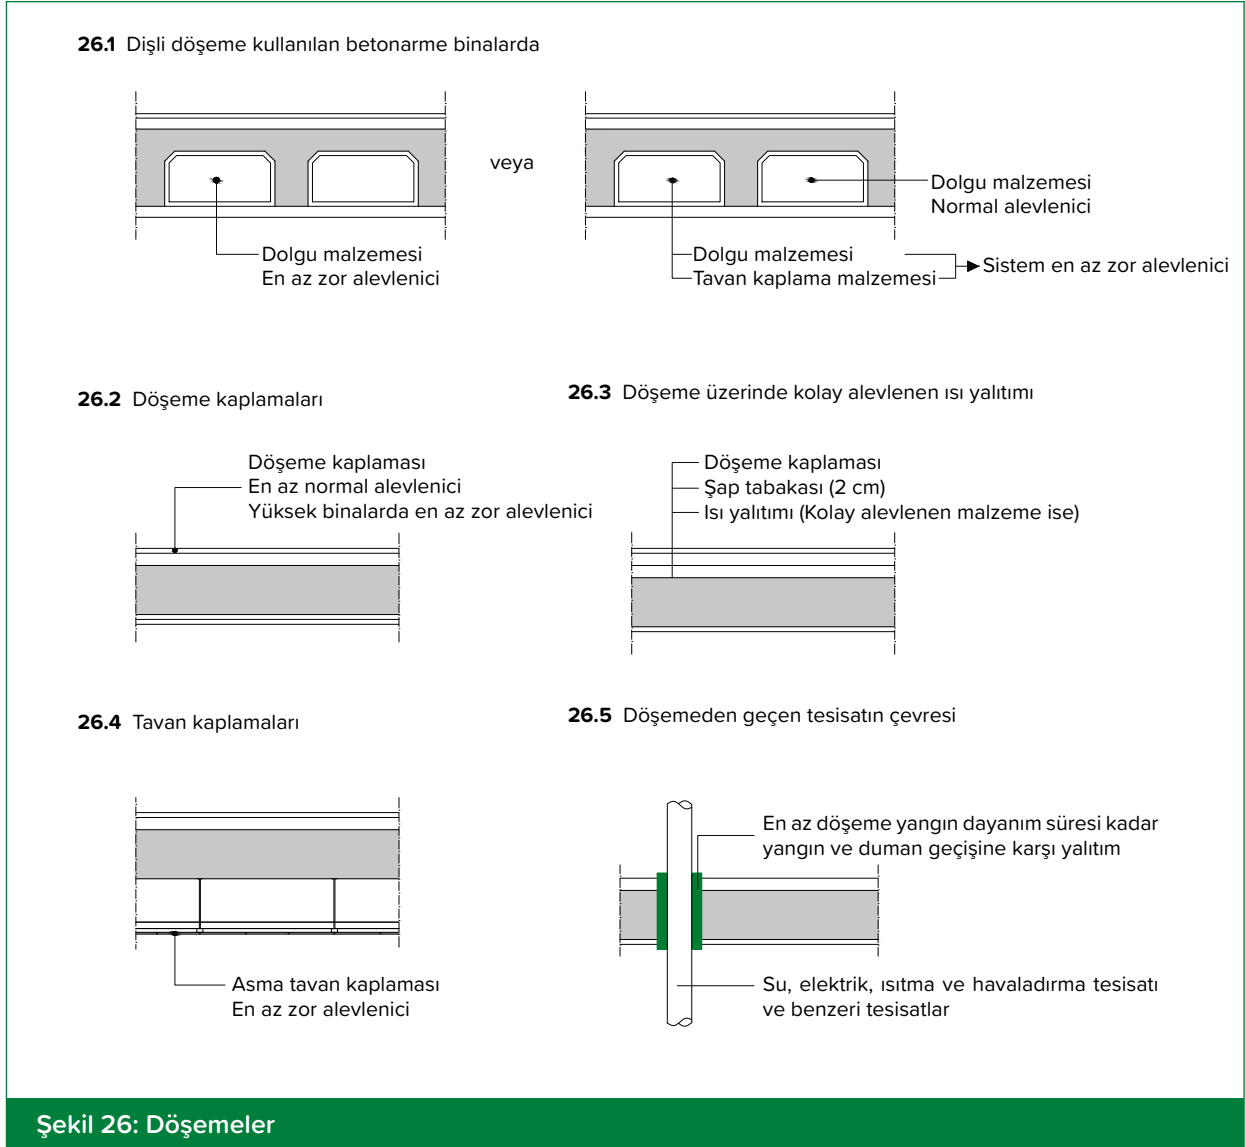 26.1 Dişli döşeme kullanılan betonarme binalarda
veya
Dolgu malzemesi
En az zor alevlenici
Dolgu malzemesi
Normal alevlenici
Dolgu malzemesi
Tavan kaplama malzemesi
Sistem en az zor alevlenici
26.2 Döşeme kaplamaları
Döşeme kaplaması
En az normal alevlenici
Yüksek binalarda en az zor alevlenici
26.3 Döşeme üzerinde kolay alevlenen ısı yalıtımı
Döşeme kaplaması
Şap tabakası (2 cm)
Isı yalıtımı (Kolay alevlenen malzeme ise)
26.4 Tavan kaplamaları
Asma tavan kaplaması
En az zor alevlenici
26.5 Döşemeden geçen tesisatın çevresi
En az döşeme yangın dayanım süresi kadar
yangın ve duman geçişine karşı yalıtım
Su, elektrik, ısıtma ve havaladırma tesisatı
ve benzeri tesisatlar
Şekil 26: Döşemeler